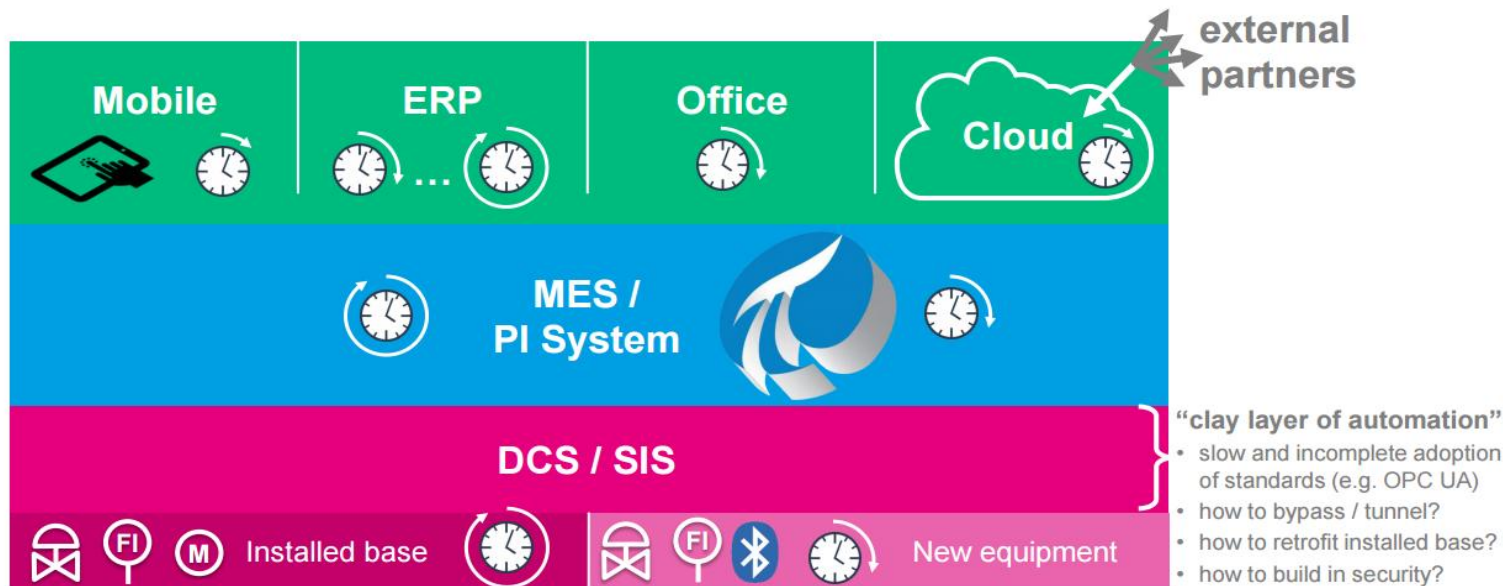 external
partners
Mobile
ERP
Office
Cloud
...
MES /
PI System
DCS / SIS
“clay layer of automation”
• slow and incomplete adoption
of standards (e.g. OPC UA)
• how to bypass / tunnel?
• how to retrofit installed base?
• how to build in security?
FI
M
Installed base
FI
New equipment